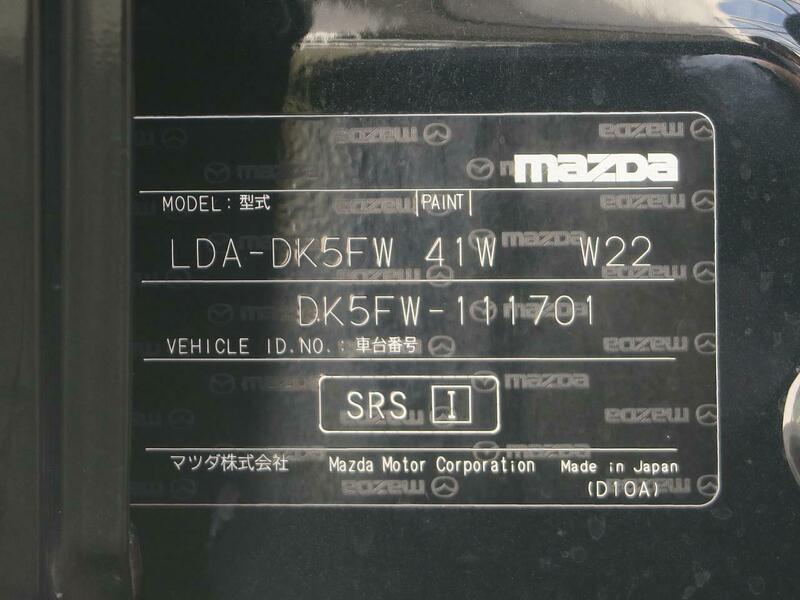 mazda
MODEL: 型式 PAINT
LDA-DK5FW 41W W22
DK5FW-111701
VEHICLE ID.NO.: 車台番号
SRS I
マツダ株式会社 Mazda Motor Corporation Made in Japan
(D10A)